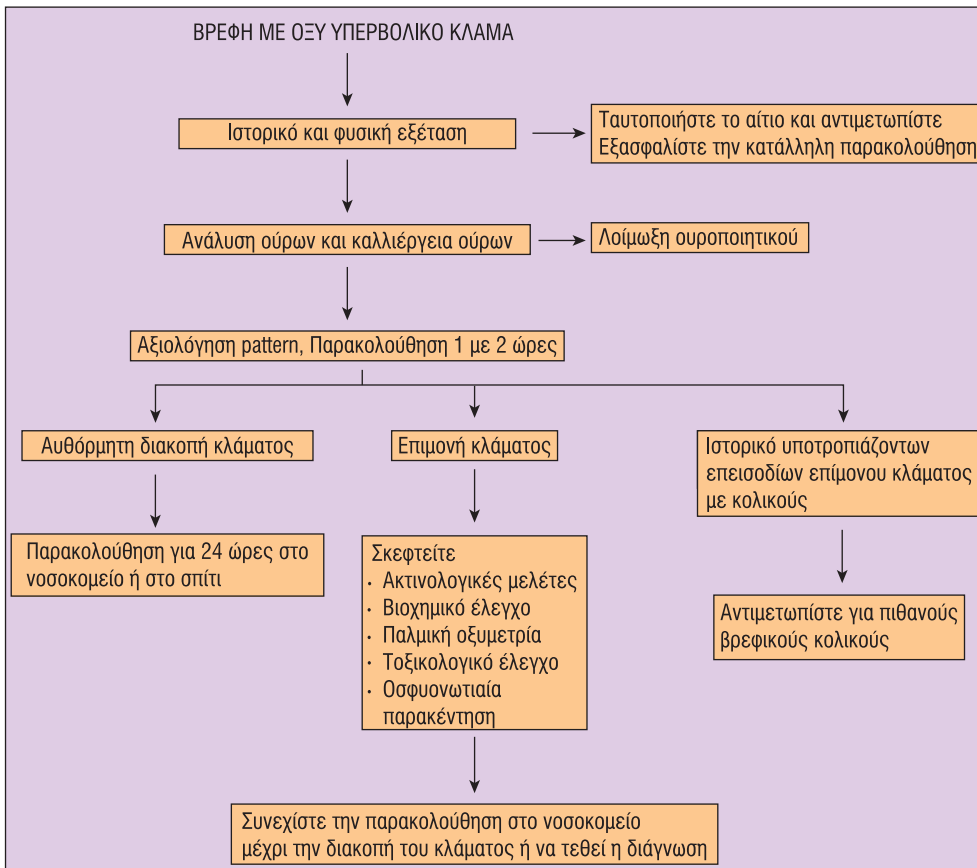 ΒΡΕΦΗ ΜΕ ΟΞΥ ΥΠΕΡΒΟΛΙΚΟ ΚΛΑΜΑ
Ιστορικό και φυσική εξέταση
Ταυτοποιήστε το αίτιο και αντιμετωπίστε
Εξασφαλίστε την κατάλληλη παρακολούθηση
Ανάλυση ούρων και καλλιέργεια ούρων
Λοίμωξη ουροποιητικού
Αξιολόγηση pattern, Παρακολούθηση 1 με 2 ώρες
Αυθόρμητη διακοπή κλάματος
Παρακολούθηση για 24 ώρες στο
νοσοκομείο ή στο σπίτι
Επιμονή κλάματος
Σκεφτείτε
· Ακτινολογικές μελέτες
· Βιοχημικό έλεγχο
· Παλμική οξυμετρία
· Τοξικολογικό έλεγχο
· Οσφυονωτιαία
παρακέντηση
Ιστορικό υποτροπιάζοντων
επεισοδίων επίμονου κλάματος
με κολικούς
Αντιμετωπίστε για πιθανούς
βρεφικούς κολικούς
Συνεχίστε την παρακολούθηση στο νοσοκομείο
μέχρι την διακοπή του κλάματος ή να τεθεί η διάγνωση